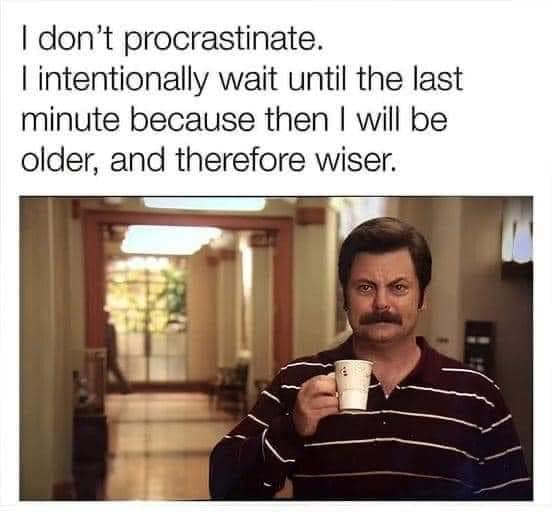 I don't procrastinate.
I intentionally wait until the last
minute because then I will be
older, and therefore wiser.